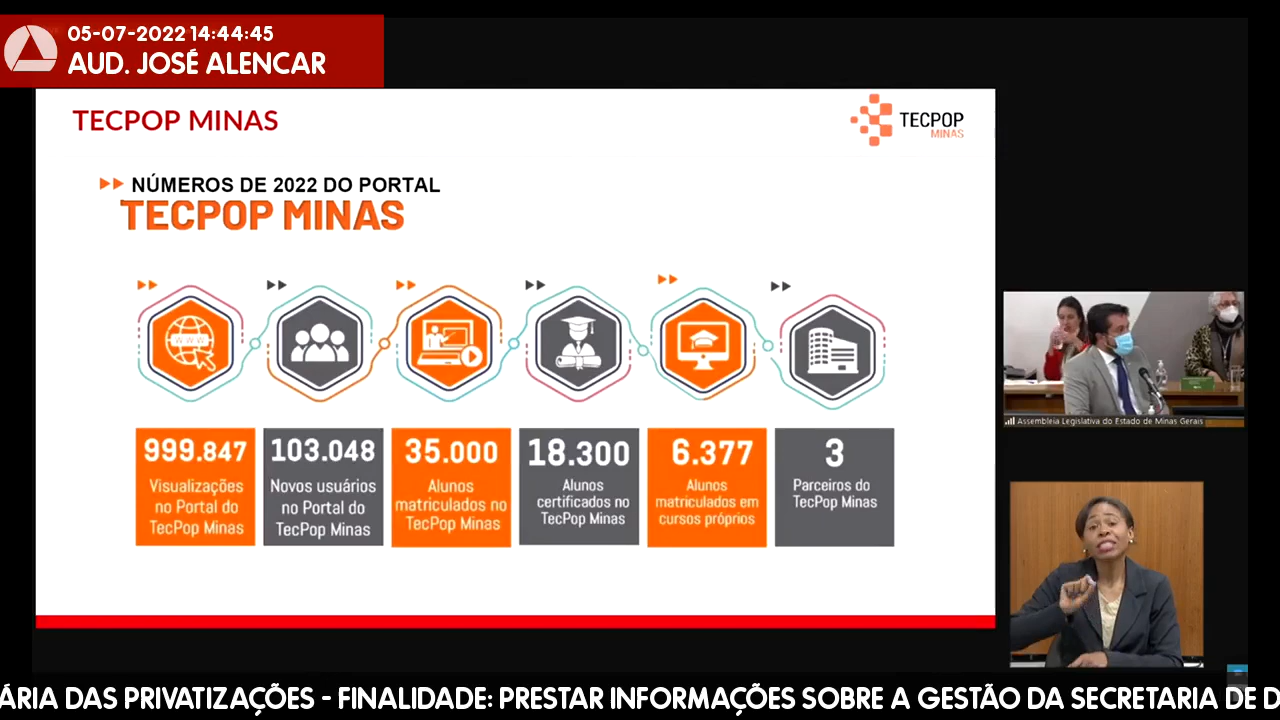 05-07-2022 14:44:45
AUD. JOSÉ ALENCAR
TECPOP MINAS
TECPOP
MINAS
NÚMEROS DE 2022 DO PORTAL
TECPOP MINAS
WWW
999.847
Visualizações
no Portal do
TecPop Minas
103.048
Novos usuários
no Portal do
TecPop Minas
35.000
Alunos
matriculados no
TecPop Minas
18.300
Alunos
certificados no
TecPop Minas
6.377
Alunos
matriculados em
cursos próprios
3
Parceiros do
TecPop Minas
Assembleia Legislativa do Estado de Minas Gerais
ÁRIA DAS PRIVATIZAÇÕES - FINALIDADE: PRESTAR INFORMAÇÕES SOBRE A GESTÃO DA SECRETARIA DE D